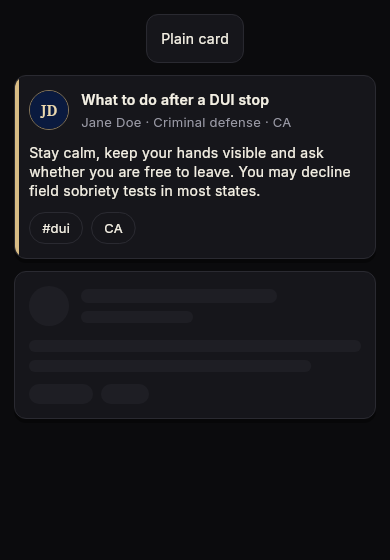 Plain card
JD
What to do after a DUI stop
Jane Doe · Criminal defense · CA
Stay calm, keep your hands visible and ask
whether you are free to leave. You may decline
field sobriety tests in most states.
#dui
CA